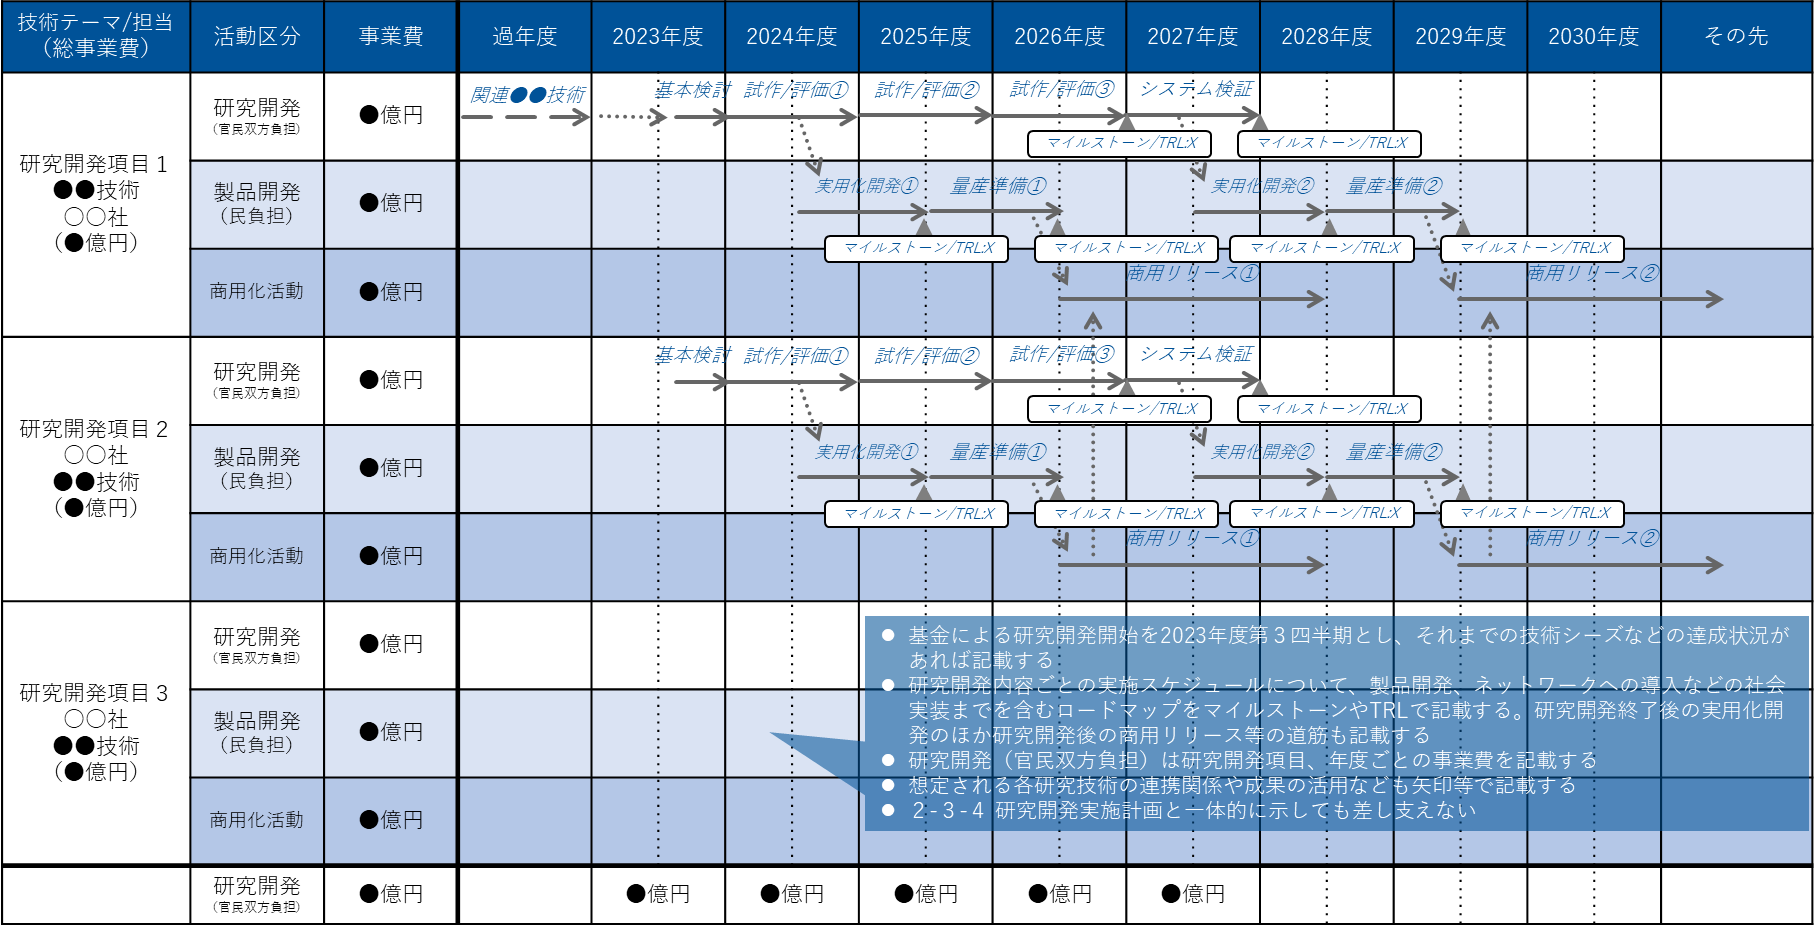 技術テーマ/担当
（総事業費）
活動区分
事業費
過年度
2023年度
2024年度
2025年度
2026年度
2027年度
2028年度
2029年度
2030年度
その先
研究開発項目１
●●技術
○○社
（●億円）
研究開発
（官民双方負担）
●億円
関連●●技術
基本検討
試作/評価①
試作/評価②
試作/評価③
システム検証
マイルストーン/TRL:X
マイルストーン/TRL:X
製品開発
（民負担）
●億円
実用化開発①
量産準備①
実用化開発②
量産準備②
マイルストーン/TRL:X
マイルストーン/TRL:X
マイルストーン/TRL:X
マイルストーン/TRL:X
商用化活動
●億円
商用リリース①
商用リリース②
研究開発項目２
○○社
●●技術
（●億円）
研究開発
（官民双方負担）
●億円
基本検討
試作/評価①
試作/評価②
試作/評価③
システム検証
マイルストーン/TRL:X
マイルストーン/TRL:X
製品開発
（民負担）
●億円
実用化開発①
量産準備①
実用化開発②
量産準備②
マイルストーン/TRL:X
マイルストーン/TRL:X
マイルストーン/TRL:X
マイルストーン/TRL:X
商用化活動
●億円
商用リリース①
商用リリース②
研究開発項目３
○○社
●●技術
（●億円）
研究開発
（官民双方負担）
●億円
製品開発
（民負担）
●億円
商用化活動
●億円
● 基金による研究開発開始を2023年度第３四半期とし、それまでの技術シーズなどの達成状況が
あれば記載する
● 研究開発内容ごとの実施スケジュールについて、製品開発、ネットワークへの導入などの社会
実装までを含むロードマップをマイルストーンやTRLで記載する。研究開発終了後の実用化開
発のほか研究開発後の商用リリース等の道筋も記載する
● 研究開発（官民双方負担）は研究開発項目、年度ごとの事業費を記載する
● 想定される各研究技術の連携関係や成果の活用なども矢印等で記載する
● ２-３-４ 研究開発実施計画と一体的に示しても差し支えない
研究開発
（官民双方負担）
●億円
●億円
●億円
●億円
●億円
●億円